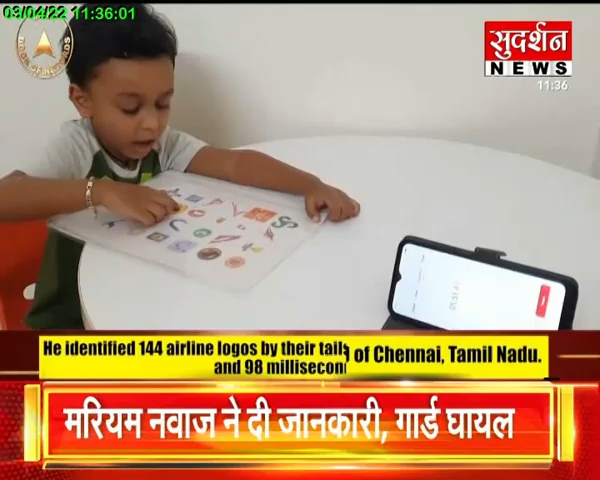 09/04/22 11:36:01
सुदर्शन
NEWS
11:36
He identified 144 airline logos by their tails of Chennai, Tamil Nadu.
and 98 millisecon
मरियम नवाज ने दी जानकारी, गार्ड घायल